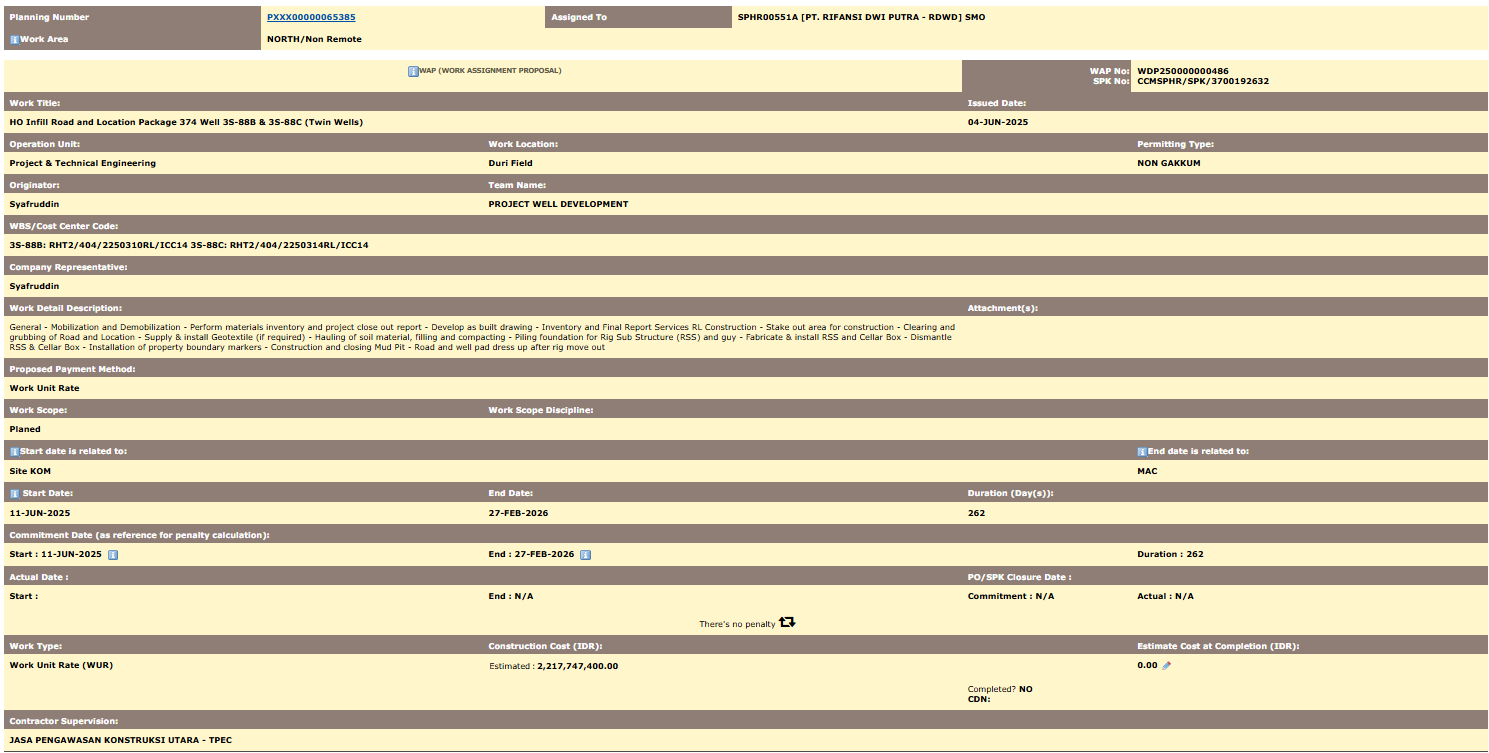 Planning Number PXXX00000065385 Assigned To SPHR00551A [PT. RIFANSI DWI PUTRA - RDWD] SMO
Work Area NORTH/Non Remote
WAP (WORK ASSIGNMENT PROPOSAL) WAP No: WDP250000000486
SPK No: CCMSPHR/SPK/3700192632
Work Title: Issued Date:
HO Infill Road and Location Package 374 Well 3S-88B & 3S-88C (Twin Wells) 04-JUN-2025
Operation Unit: Work Location: Permitting Type:
Project & Technical Engineering Duri Field NON GAKKUM
Originator: Team Name:
Syafruddin PROJECT WELL DEVELOPMENT
WBS/Cost Center Code:
3S-88B: RHT2/404/2250310RL/ICC14 3S-88C: RHT2/404/2250314RL/ICC14
Company Representative:
Syafruddin
Work Detail Description: Attachment(s):
General - Mobilization and Demobilization - Perform materials inventory and project close out report - Develop as built drawing - Inventory and Final Report Services RL Construction - Stake out area for construction - Clearing and
grubbing of Road and Location - Supply & install Geotextile (if required) - Hauling of soil material, filling and compacting - Piling foundation for Rig Sub Structure (RSS) and guy - Fabricate & install RSS and Cellar Box - Dismantle
RSS & Cellar Box - Installation of property boundary markers - Construction and closing Mud Pit - Road and well pad dress up after rig move out
Proposed Payment Method:
Work Unit Rate
Work Scope: Work Scope Discipline:
Planed
Start date is related to: End date is related to:
Site KOM MAC
Start Date: End Date: Duration (Day(s)):
11-JUN-2025 27-FEB-2026 262
Commitment Date (as reference for penalty calculation):
Start : 11-JUN-2025 End : 27-FEB-2026 Duration : 262
Actual Date : PO/SPK Closure Date :
Start : End : N/A Commitment : N/A Actual : N/A
There's no penalty
Work Type: Construction Cost (IDR): Estimate Cost at Completion (IDR):
Work Unit Rate (WUR) Estimated : 2,217,747,400.00 0.00
Completed? NO
CDN:
Contractor Supervision:
JASA PENGAWASAN KONSTRUKSI UTARA - TPEC